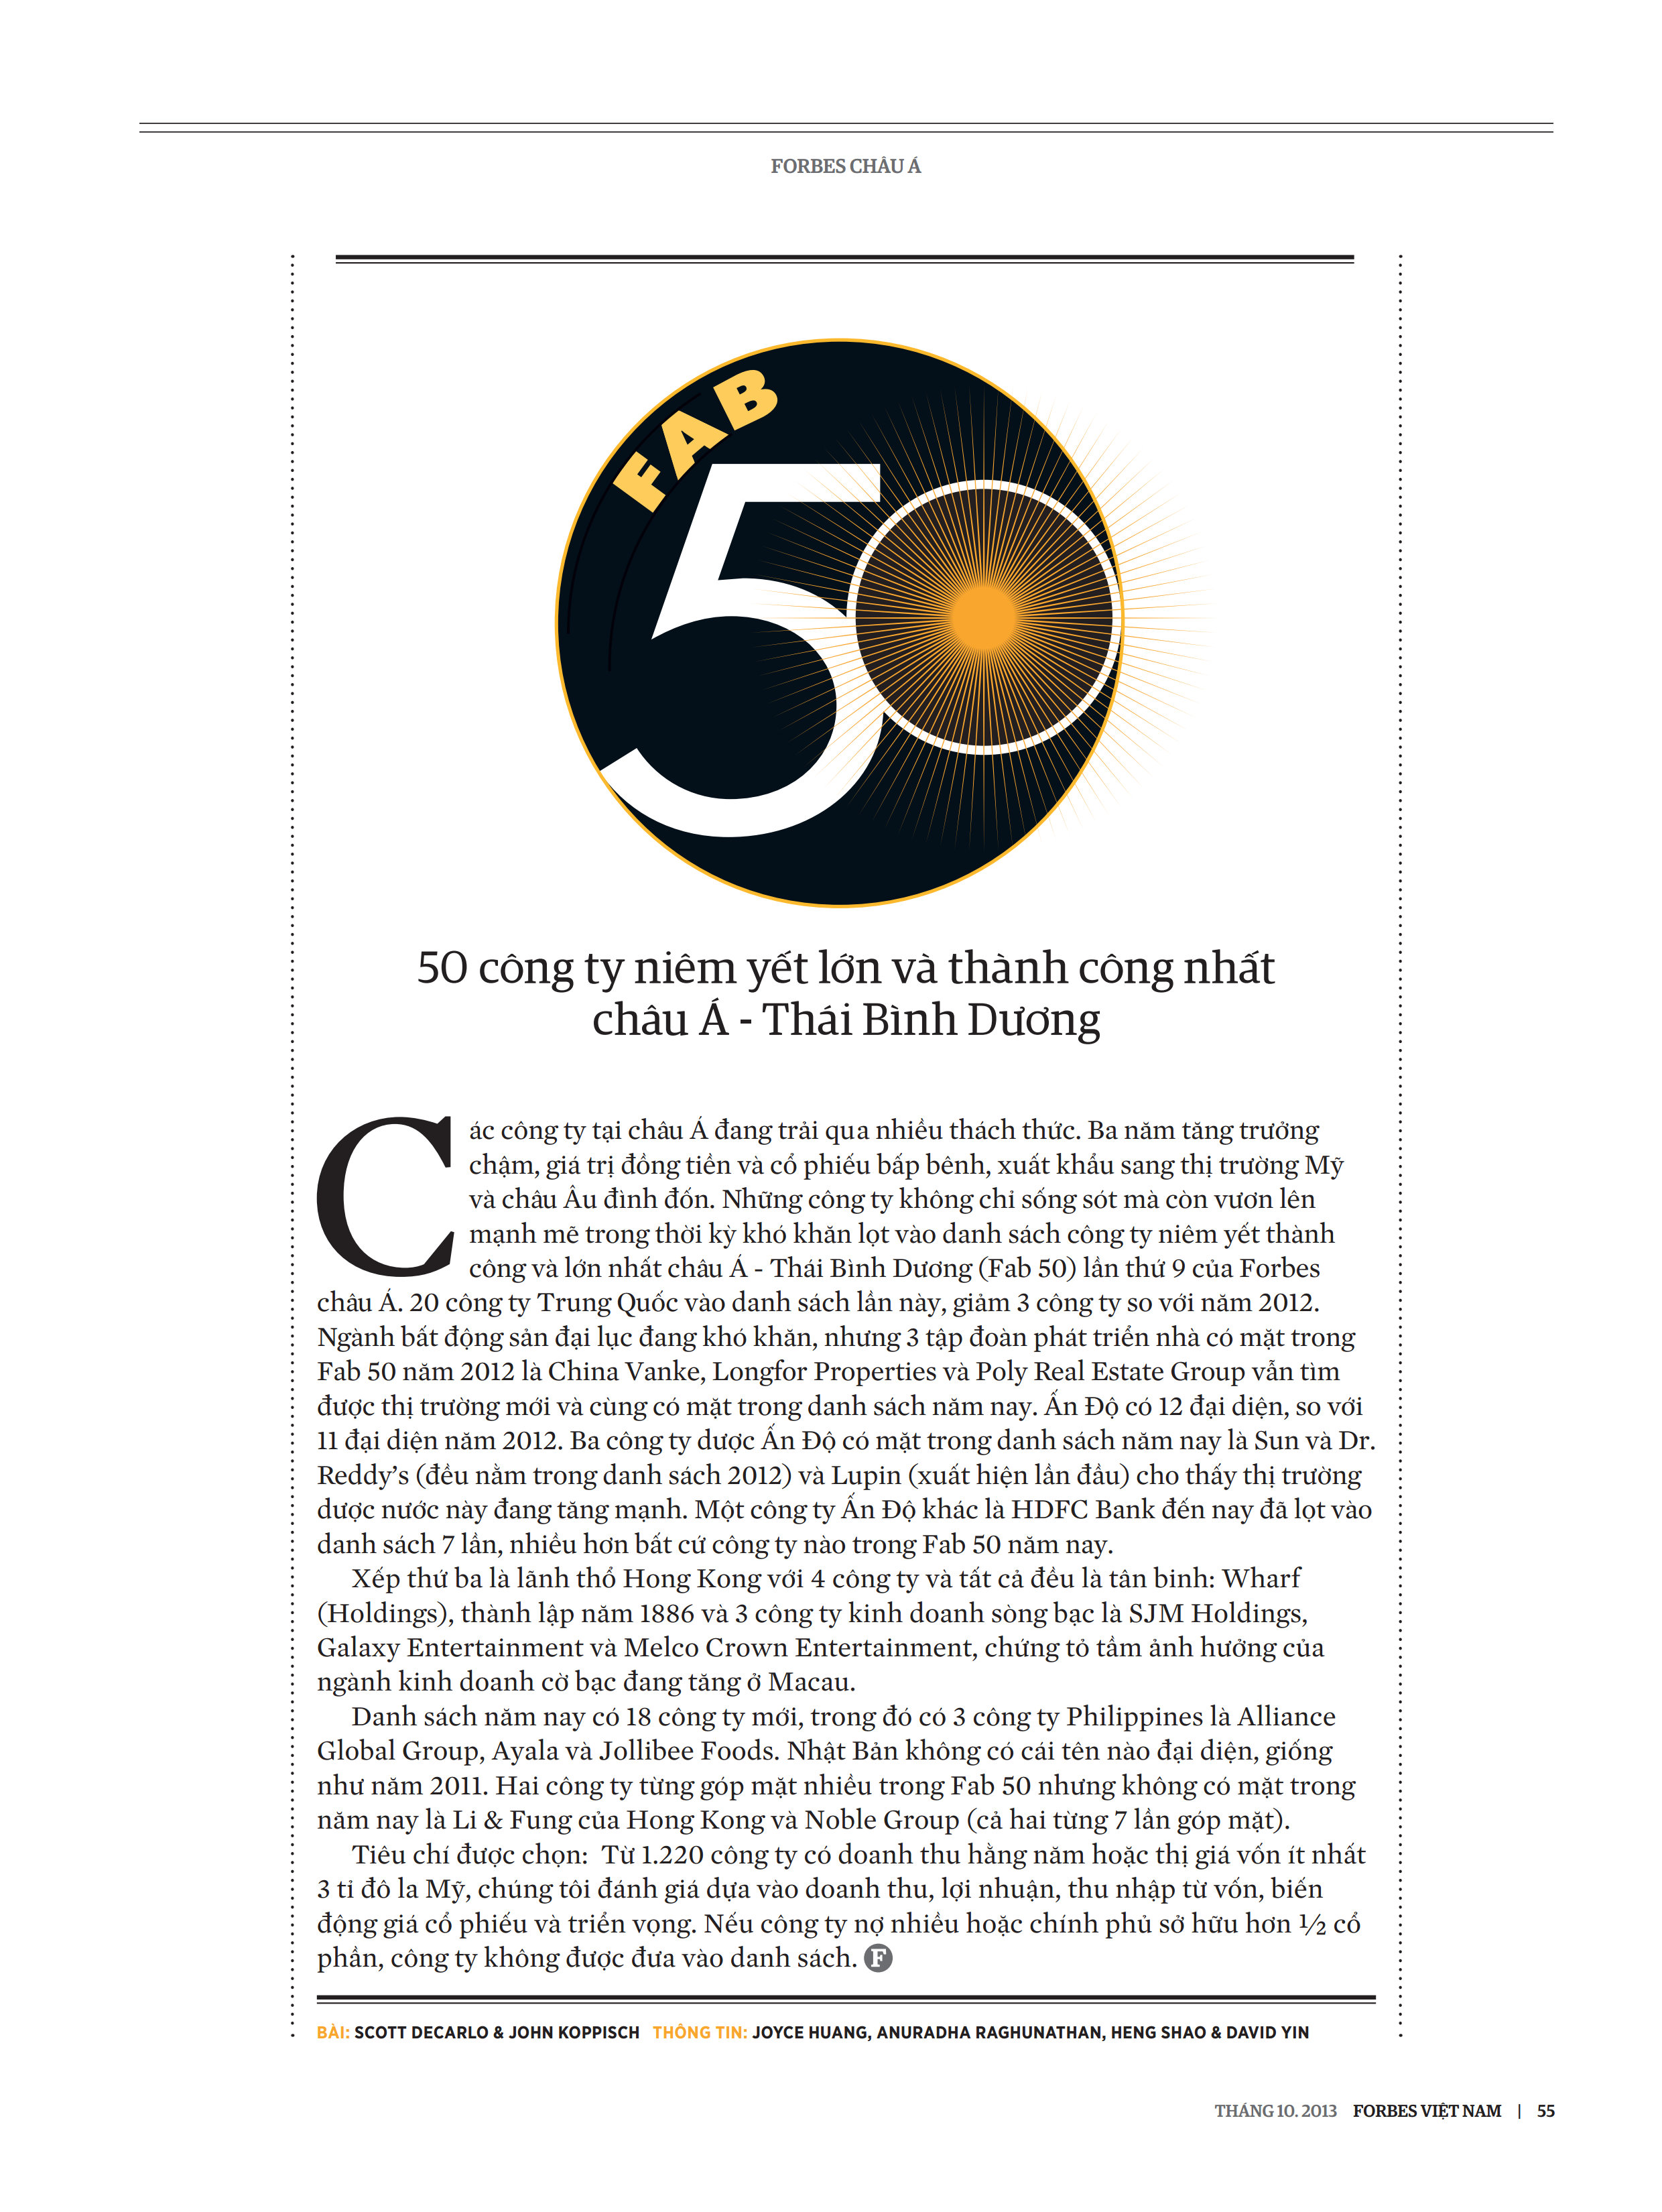 FORBES CHÂU Á
FAB
50
50 công ty niêm yết lớn và thành công nhất
châu Á - Thái Bình Dương
Các công ty tại châu Á đang trải qua nhiều thách thức. Ba năm tăng trưởng
chậm, giá trị đồng tiền và cổ phiếu bấp bênh, xuất khẩu sang thị trường Mỹ
và châu Âu đình đốn. Những công ty không chỉ sống sót mà còn vươn lên
mạnh mẽ trong thời kỳ khó khăn lọt vào danh sách công ty niêm yết thành
công và lớn nhất châu Á - Thái Bình Dương (Fab 50) lần thứ 9 của Forbes
châu Á. 20 công ty Trung Quốc vào danh sách lần này, giảm 3 công ty so với năm 2012.
Ngành bất động sản đại lục đang khó khăn, nhưng 3 tập đoàn phát triển nhà có mặt trong
Fab 50 năm 2012 là China Vanke, Longfor Properties và Poly Real Estate Group vẫn tìm
được thị trường mới và cùng có mặt trong danh sách năm nay. Ấn Độ có 12 đại diện, so với
11 đại diện năm 2012. Ba công ty dược Ấn Độ có mặt trong danh sách năm nay là Sun và Dr.
Reddy’s (đều nằm trong danh sách 2012) và Lupin (xuất hiện lần đầu) cho thấy thị trường
dược nước này đang tăng mạnh. Một công ty Ấn Độ khác là HDFC Bank đến nay đã lọt vào
danh sách 7 lần, nhiều hơn bất cứ công ty nào trong Fab 50 năm nay.
Xếp thứ ba là lãnh thổ Hong Kong với 4 công ty và tất cả đều là tân binh: Wharf
(Holdings), thành lập năm 1886 và 3 công ty kinh doanh sòng bạc là SJM Holdings,
Galaxy Entertainment và Melco Crown Entertainment, chứng tỏ tầm ảnh hưởng của
ngành kinh doanh cờ bạc đang tăng ở Macau.
Danh sách năm nay có 18 công ty mới, trong đó có 3 công ty Philippines là Alliance
Global Group, Ayala và Jollibee Foods. Nhật Bản không có cái tên nào đại diện, giống
như năm 2011. Hai công ty từng góp mặt nhiều trong Fab 50 nhưng không có mặt trong
năm nay là Li & Fung của Hong Kong và Noble Group (cả hai từng 7 lần góp mặt).
Tiêu chí được chọn: Từ 1.220 công ty có doanh thu hằng năm hoặc thị giá vốn ít nhất
3 tỉ đô la Mỹ, chúng tôi đánh giá dựa vào doanh thu, lợi nhuận, thu nhập từ vốn, biến
động giá cổ phiếu và triển vọng. Nếu công ty nợ nhiều hoặc chính phủ sở hữu hơn ½ cổ
phần, công ty không được đưa vào danh sách. F
BÀI: SCOTT DECARLO & JOHN KOPPISCH THÔNG TIN: JOYCE HUANG, ANURADHA RAGHUNATHAN, HENG SHAO & DAVID YIN
THÁNG 10. 2013 FORBES VIỆT NAM | 55